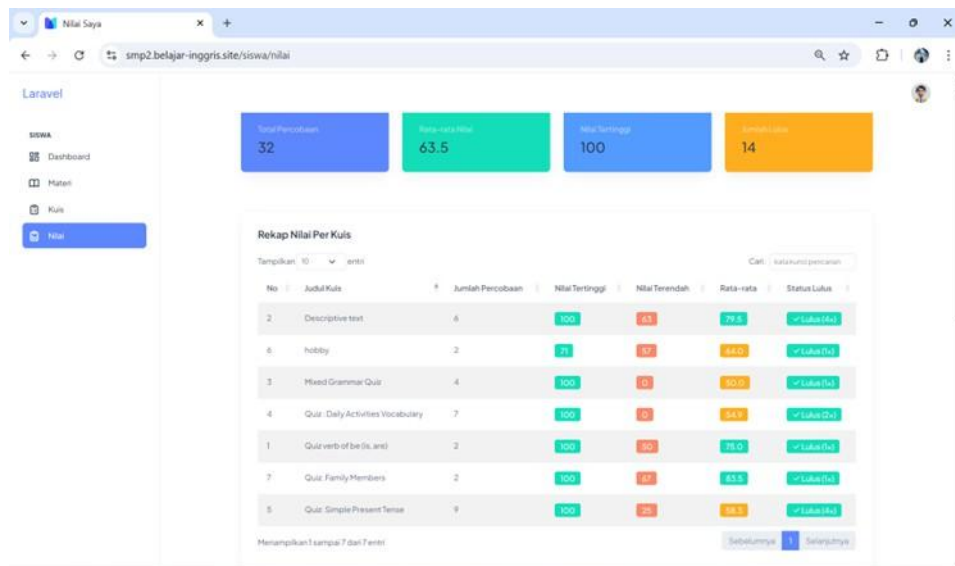 Nilai Saya
smp2.belajar-inggris.site/siswa/nilai
Laravel
SISWA
Dashboard
Materi
Kuis
Nilai
Total Percobaan
32
Rata-rata Nilai
63.5
Nilai Tertinggi
100
Jumlah Lulus
14
Rekap Nilai Per Kuis
Tampilkan 10 entri
Cari: kata kunci pencarian
No Judul Kuis Jumlah Percobaan Nilai Tertinggi Nilai Terendah Rata-rata Status Lulus
2 Descriptive text 6 100 63 79.5 Lulus (4x)
6 hobby 2 71 57 64.0 Lulus (1x)
3 Mixed Grammar Quiz 4 100 0 50.0 Lulus (1x)
4 Quiz : Daily Activities Vocabulary 7 100 0 54.9 Lulus (2x)
1 Quiz verb of be (is, are) 2 100 50 75.0 Lulus (1x)
7 Quiz: Family Members 2 100 67 83.5 Lulus (1x)
5 Quiz: Simple Present Tense 9 100 25 58.3 Lulus (4x)
Menampilkan 1 sampai 7 dari 7 entri
Sebelumnya 1 Selanjutnya